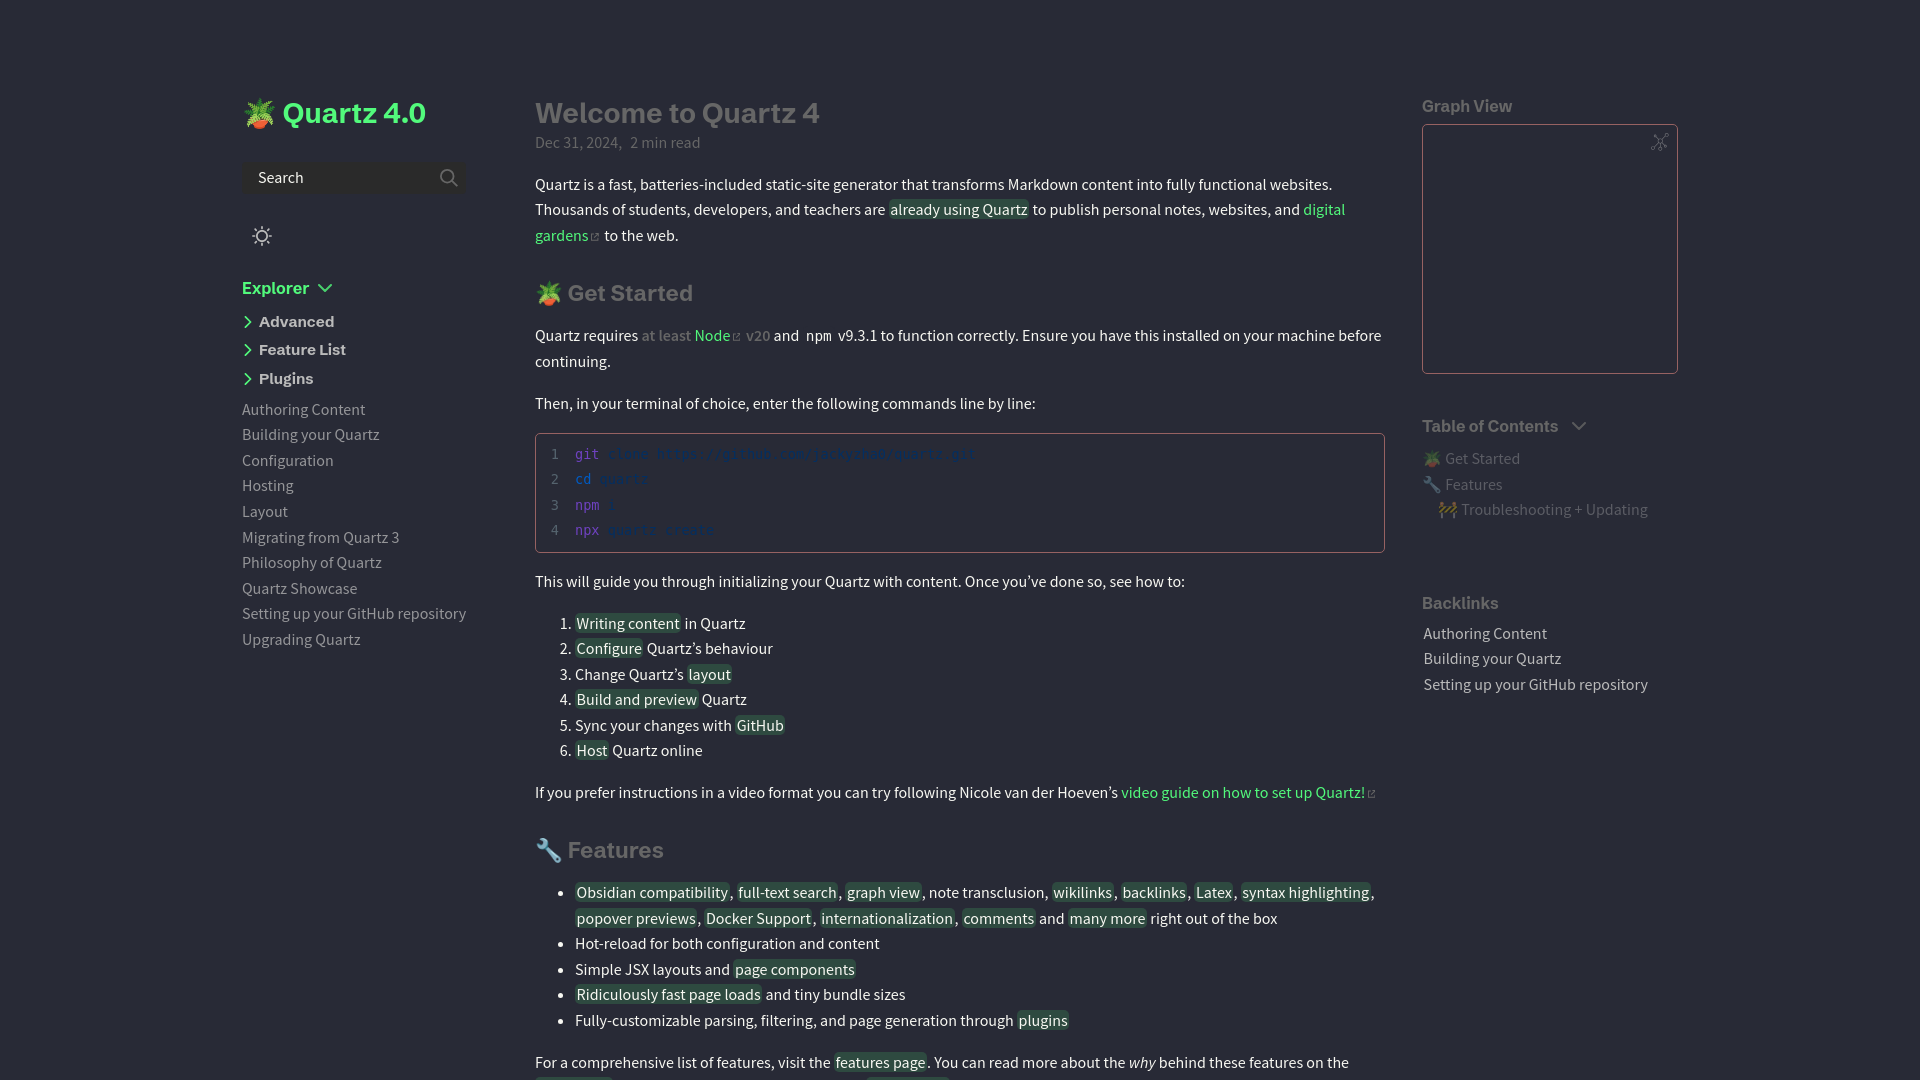 Quartz 4.0
Search
Explorer
Advanced
Feature List
Plugins
Authoring Content
Building your Quartz
Configuration
Hosting
Layout
Migrating from Quartz 3
Philosophy of Quartz
Quartz Showcase
Setting up your GitHub repository
Upgrading Quartz
Welcome to Quartz 4
Dec 31, 2024, 2 min read
Quartz is a fast, batteries-included static-site generator that transforms Markdown content into fully functional websites.
Thousands of students, developers, and teachers are already using Quartz to publish personal notes, websites, and digital
gardens to the web.
Get Started
Quartz requires at least Node v20 and npm v9.3.1 to function correctly. Ensure you have this installed on your machine before
continuing.
Then, in your terminal of choice, enter the following commands line by line:
1 git clone https://github.com/jackyzha0/quartz.git
2 cd quartz
3 npm i
4 npx quartz create
This will guide you through initializing your Quartz with content. Once you’ve done so, see how to:
1. Writing content in Quartz
2. Configure Quartz’s behaviour
3. Change Quartz’s layout
4. Build and preview Quartz
5. Sync your changes with GitHub
6. Host Quartz online
If you prefer instructions in a video format you can try following Nicole van der Hoeven’s video guide on how to set up Quartz!
Features
• Obsidian compatibility, full-text search, graph view, note transclusion, wikilinks, backlinks, Latex, syntax highlighting,
popover previews, Docker Support, internationalization, comments and many more right out of the box
• Hot-reload for both configuration and content
• Simple JSX layouts and page components
• Ridiculously fast page loads and tiny bundle sizes
• Fully-customizable parsing, filtering, and page generation through plugins
For a comprehensive list of features, visit the features page. You can read more about the why behind these features on the
Graph View
Table of Contents
Get Started
Features
Troubleshooting + Updating
Backlinks
Authoring Content
Building your Quartz
Setting up your GitHub repository